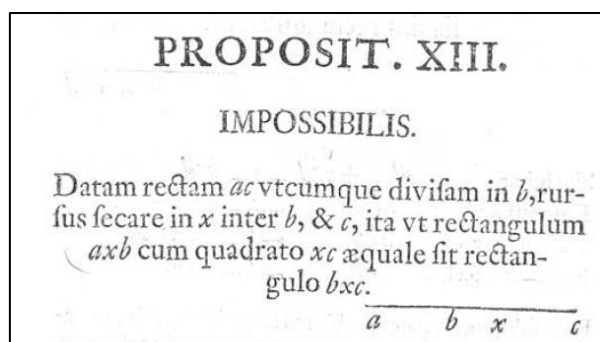 PROPOSIT. XIII.
IMPOSSIBILIS.
Datam rectam ac vtcumque divisam in b, rur-
sus secare in x inter b, & c, ita vt rectangulum
axb cum quadrato xc æquale sit rectan-
gulo bxc.
a b x c